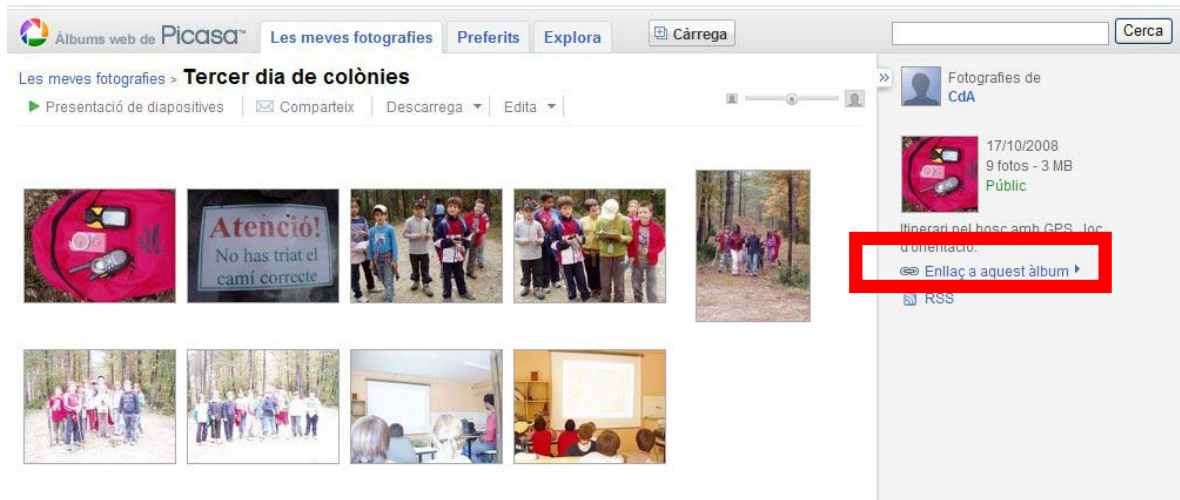 Àlbums web de Picasa™
Les meves fotografies
Preferits
Explora
Càrrega
Cerca
Les meves fotografies > Tercer dia de colònies
Presentació de diapositives
Comparteix
Descarrega
Edita
Atenció!
No has triat el
camí correcte
Fotografies de
CdA
17/10/2008
9 fotos - 3 MB
Públic
Itinerari pel bosc amb GPS. Joc
d'orientació.
Enllaç a aquest àlbum
RSS